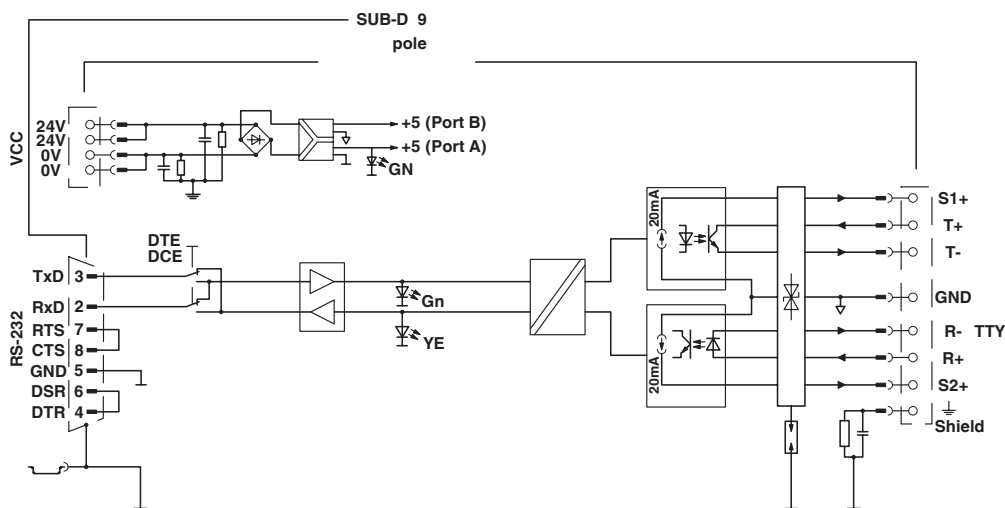 SUB-D 9
pole
VCC
24V
24V
0V
0V
+5 (Port B)
+5 (Port A)
GN
DTE
DCE
RS-232
TxD 3
RxD 2
RTS 7
CTS 8
GND 5
DSR 6
DTR 4
Gn
YE
20mA
20mA
S1+
T+
T-
GND
R- TTY
R+
S2+
Shield